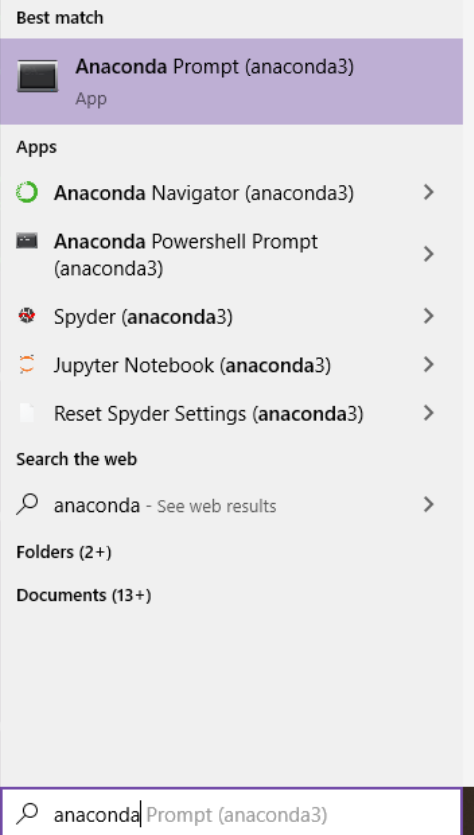 Best match
Anaconda Prompt (anaconda3)
App
Apps
Anaconda Navigator (anaconda3)
Anaconda Powershell Prompt
(anaconda3)
Spyder (anaconda3)
Jupyter Notebook (anaconda3)
Reset Spyder Settings (anaconda3)
Search the web
anaconda - See web results
Folders (2+)
Documents (13+)
anaconda Prompt (anaconda3)